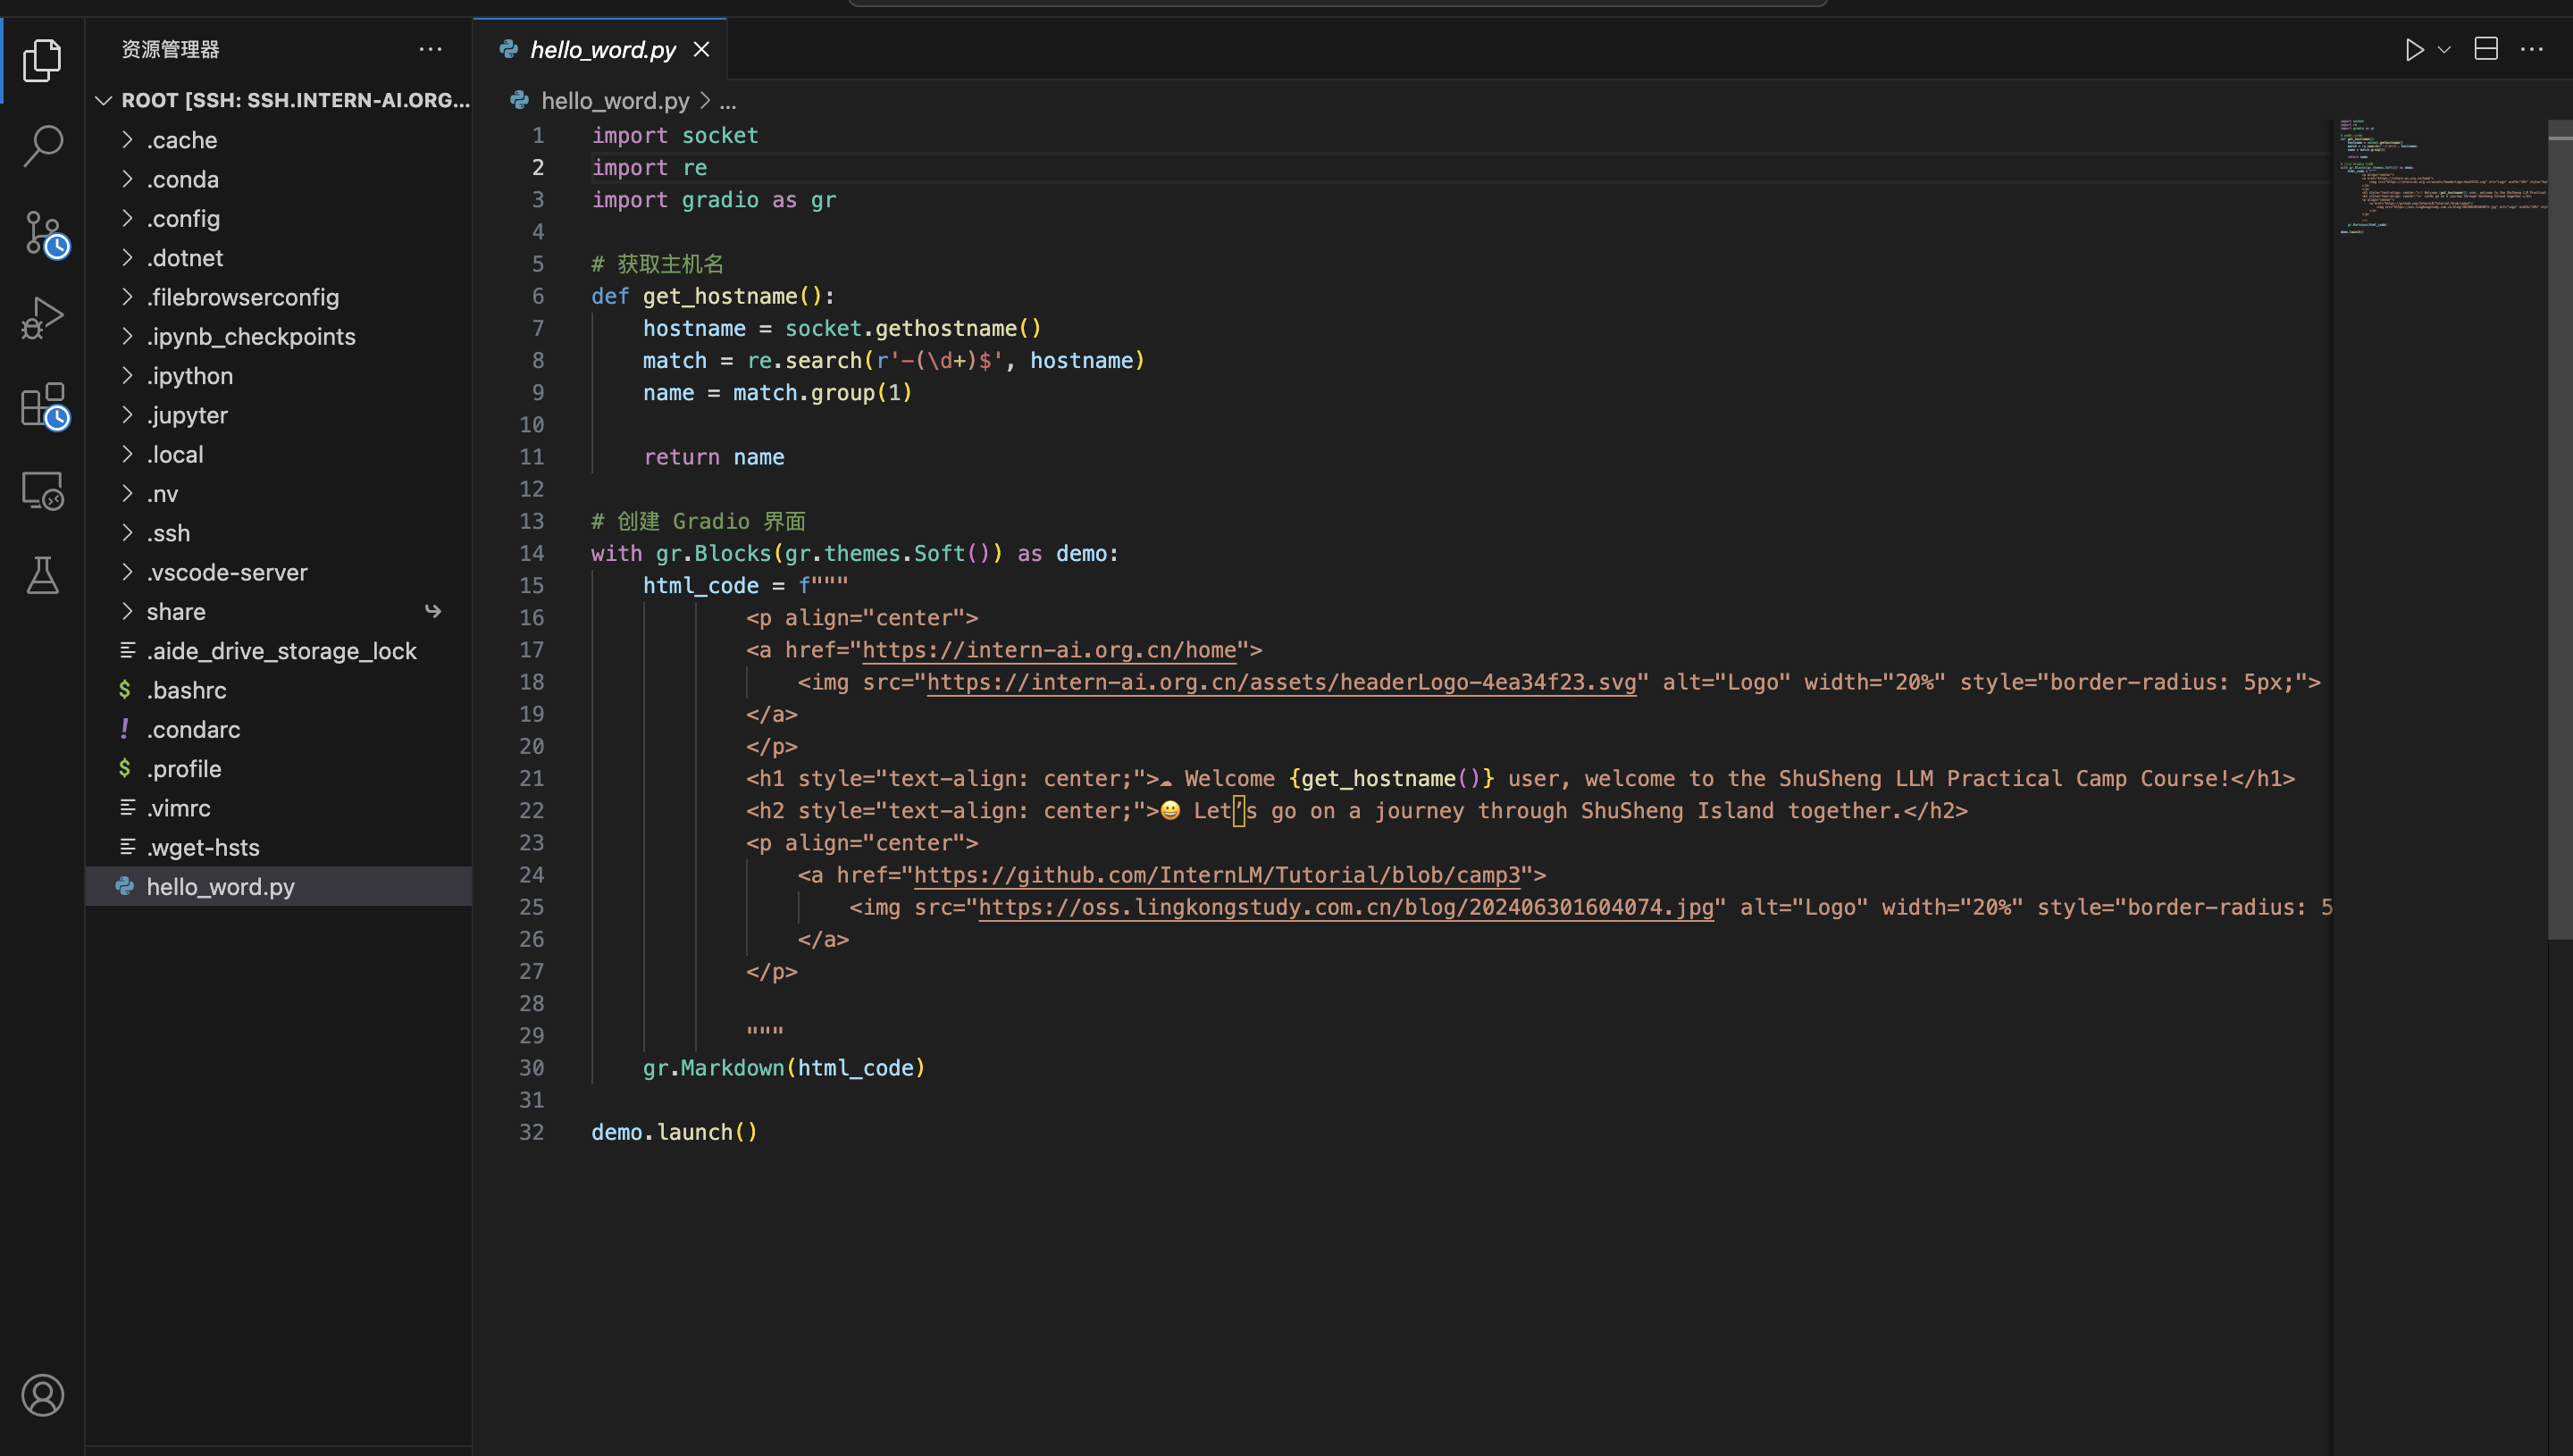 资源管理器
ROOT [SSH: SSH.INTERN-AI.ORG...
.cache
.conda
.config
.dotnet
.filebrowserconfig
.ipynb_checkpoints
.ipython
.jupyter
.local
.nv
.ssh
.vscode-server
share
.aide_drive_storage_lock
.bashrc
.condarc
.profile
.vimrc
.wget-hsts
hello_word.py
hello_word.py
hello_word.py > ...
1 import socket
2 import re
3 import gradio as gr
4
5 # 获取主机名
6 def get_hostname():
7     hostname = socket.gethostname()
8     match = re.search(r'-(\d+)$', hostname)
9     name = match.group(1)
10
11     return name
12
13 # 创建 Gradio 界面
14 with gr.Blocks(gr.themes.Soft()) as demo:
15     html_code = f"""
16             <p align="center">
17             <a href="https://intern-ai.org.cn/home">
18                 <img src="https://intern-ai.org.cn/assets/headerLogo-4ea34f23.svg" alt="Logo" width="20%" style="border-radius: 5px;">
19             </a>
20             </p>
21             <h1 style="text-align: center;">☁️ Welcome {get_hostname()} user, welcome to the ShuSheng LLM Practical Camp Course!</h1>
22             <h2 style="text-align: center;">😀 Let’s go on a journey through ShuSheng Island together.</h2>
23             <p align="center">
24                 <a href="https://github.com/InternLM/Tutorial/blob/camp3">
25                     <img src="https://oss.lingkongstudy.com.cn/blog/202406301604074.jpg" alt="Logo" width="20%" style="border-radius: 5
26                 </a>
27             </p>
28
29             """
30     gr.Markdown(html_code)
31
32 demo.launch()